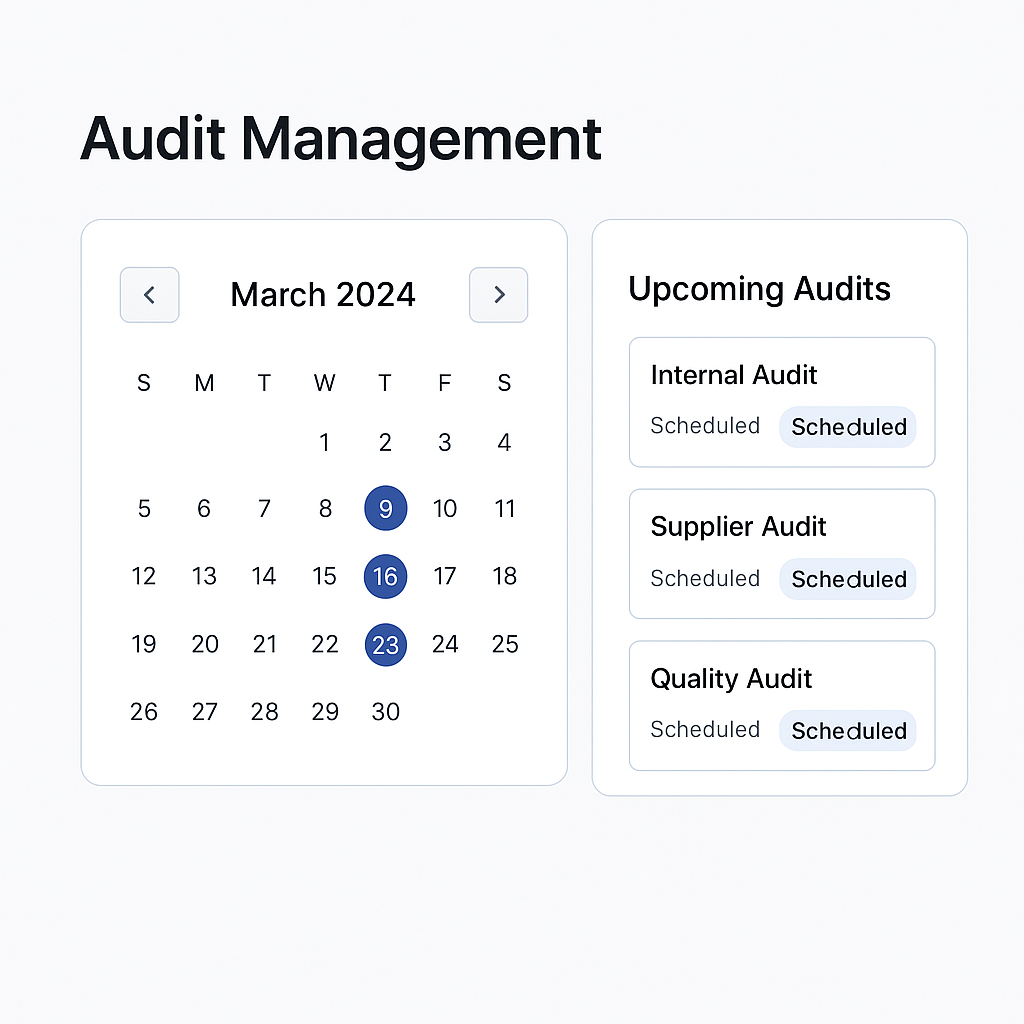 Audit Management
March 2024
S M T W T F S
1 2 3 4
5 6 7 8 9 10 11
12 13 14 15 16 17 18
19 20 21 22 23 24 25
26 27 28 29 30
Upcoming Audits
Internal Audit
Scheduled Scheduled
Supplier Audit
Scheduled Scheduled
Quality Audit
Scheduled Scheduled